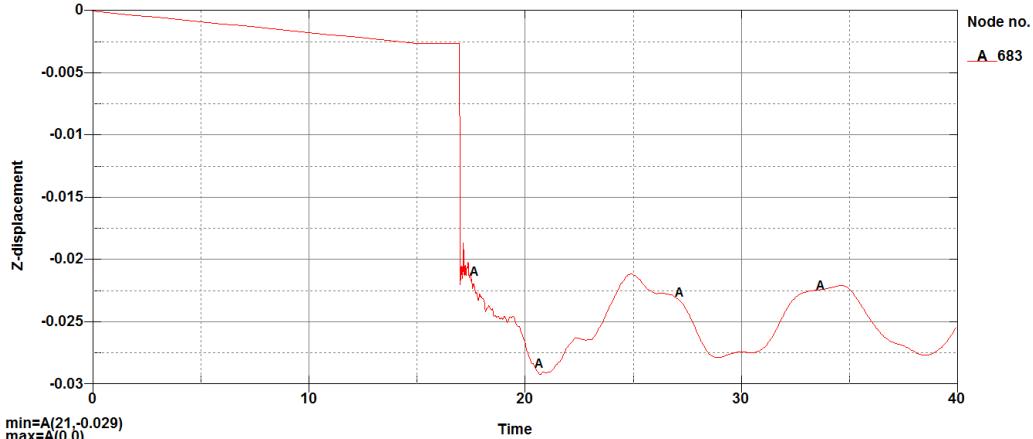 0
-0.005
-0.01
-0.015
-0.02
-0.025
-0.03
Z-displacement
0
10
20
30
40
Time
Node no.
A 683
A
A
A
A
min=A(21,-0.029)
max=A(0,0)